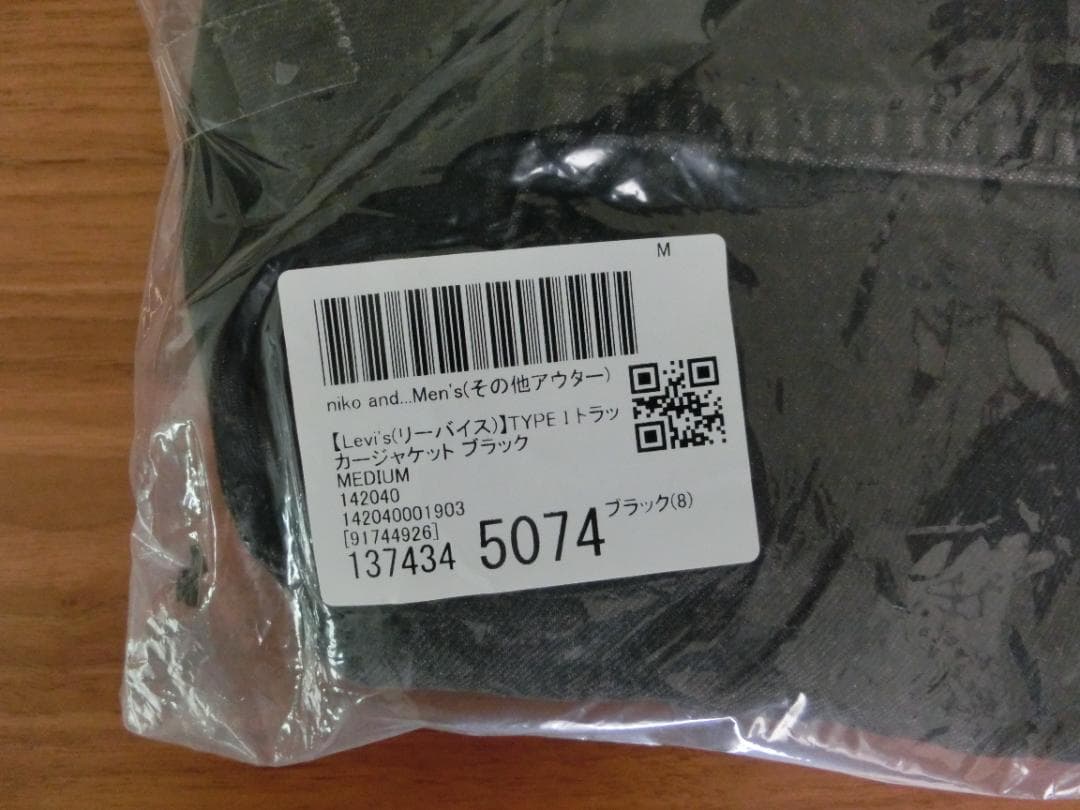 M
niko and...Men's(その他アウター)
【Levi's(リーバイス)】TYPE I トラッ
カージャケット ブラック
MEDIUM
142040
142040001903
[91744926]
137434 5074 ブラック(8)